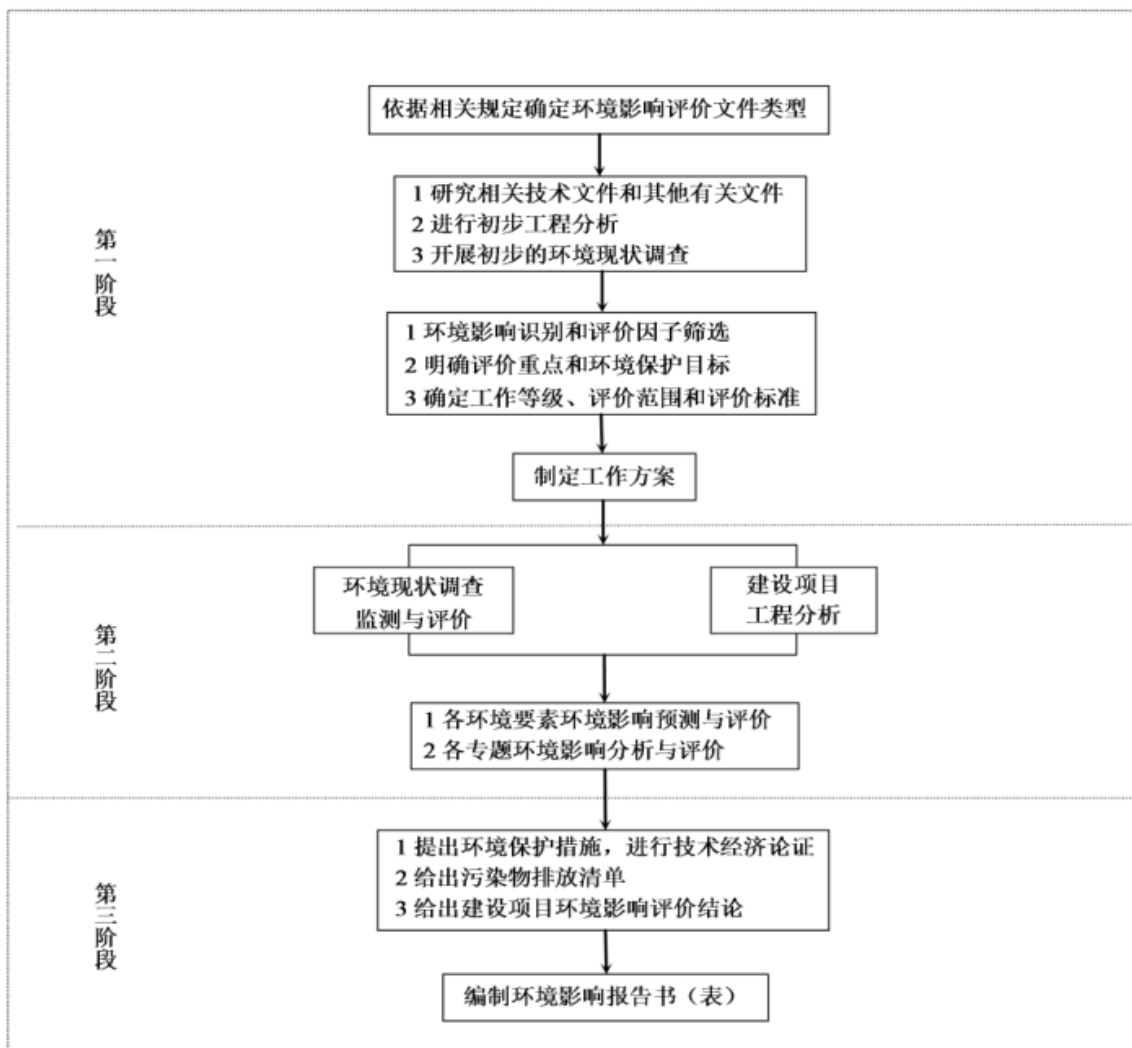 依据相关规定确定环境影响评价文件类型
1 研究相关技术文件和其他有关文件
2 进行初步工程分析
3 开展初步的环境现状调查
第一阶段
1 环境影响识别和评价因子筛选
2 明确评价重点和环境保护目标
3 确定工作等级、评价范围和评价标准
制定工作方案
环境现状调查
监测与评价
建设项目
工程分析
第二阶段
1 各环境要素环境影响预测与评价
2 各专题环境影响分析与评价
1 提出环境保护措施，进行技术经济论证
2 给出污染物排放清单
3 给出建设项目环境影响评价结论
第三阶段
编制环境影响报告书（表）